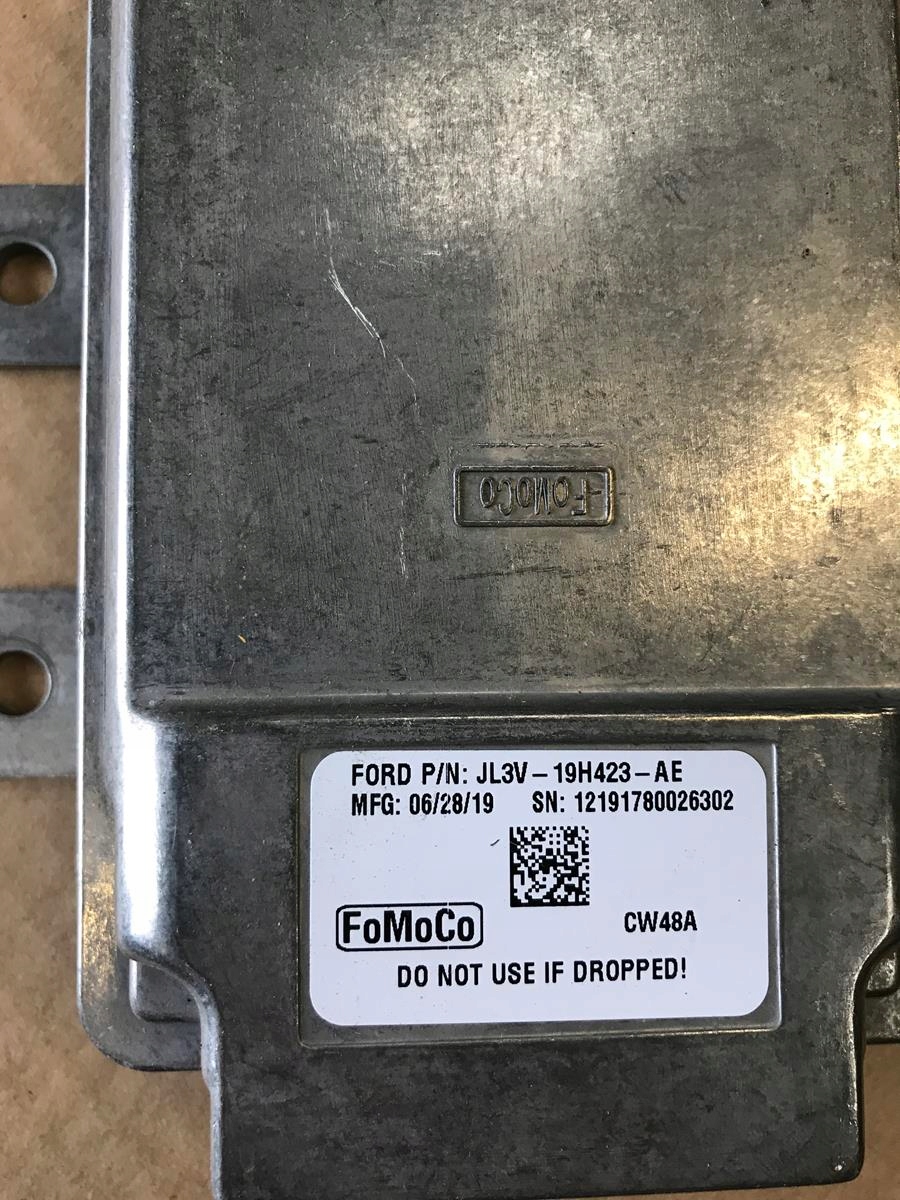 FoMoCo
FORD P/N: JL3V-19H423-AE
MFG: 06/28/19 SN: 12191780026302
FoMoCo CW48A
DO NOT USE IF DROPPED!